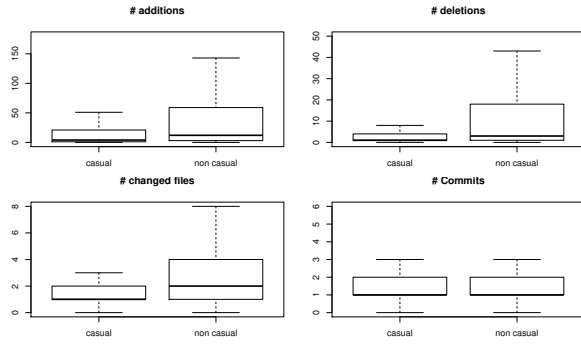 # additions
150
100
50
0
casual
non casual
# deletions
50
40
30
20
10
0
casual
non casual
# changed files
8
6
4
2
0
casual
non casual
# Commits
6
5
4
3
2
1
0
casual
non casual